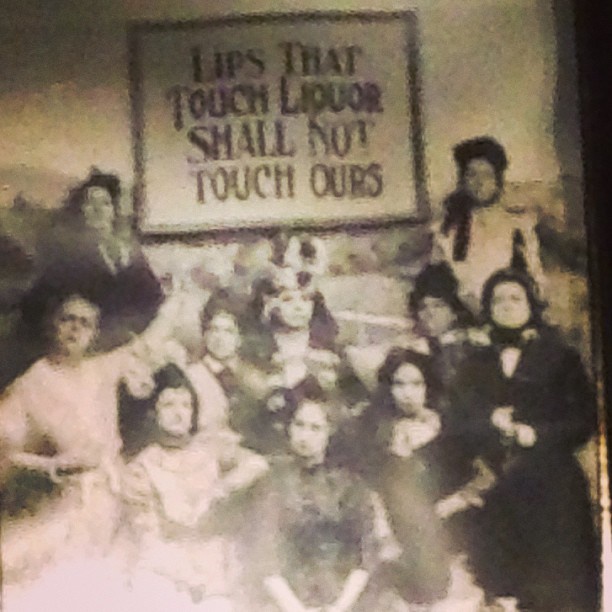 LIPS THAT
TOUCH LIQUOR
SHALL NOT
TOUCH OURS